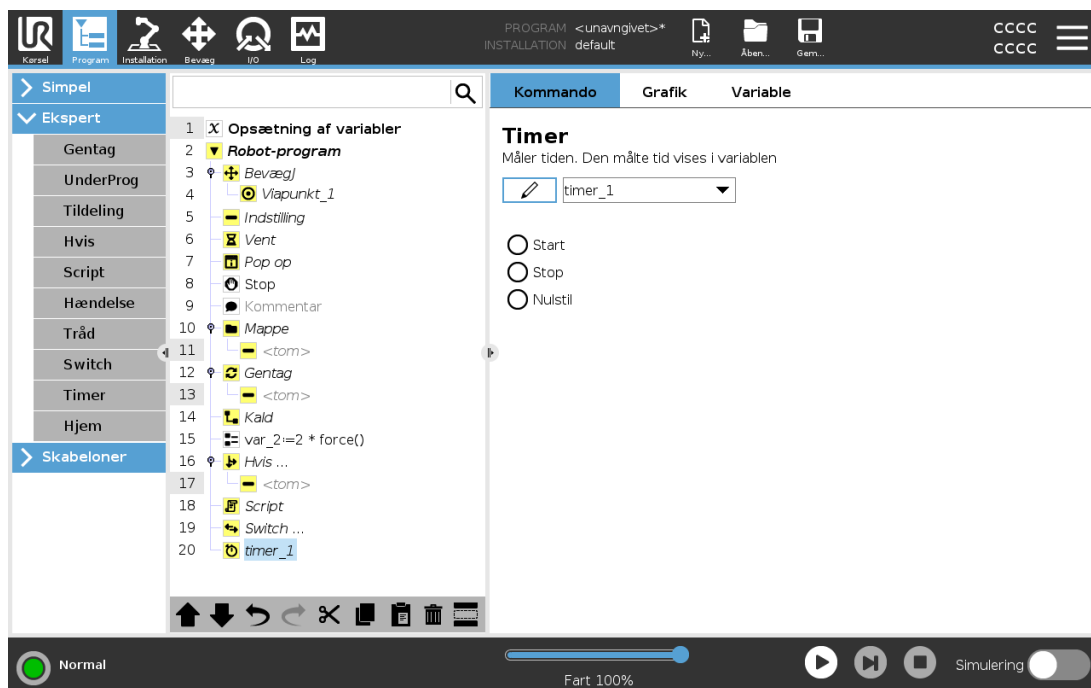 UR
PROGRAM <unavngivet>*
INSTALLATION default
CCCC
CCCC
Kørsel Program Installation Bevæg I/O Log Ny... Åben... Gem...
Simpel
Ekspert
Gentag
UnderProg
Tildeling
Hvis
Script
Hændelse
Tråd
Switch
Timer
Hjem
Skabeloner
1 X Opsætning af variabler
2 Robot-program
3 BevægJ
4 Viapunkt_1
5 Indstilling
6 Vent
7 Pop op
8 Stop
9 Kommentar
10 Mappe
11 <tom>
12 Gentag
13 <tom>
14 Kald
15 var_2:=2 * force()
16 Hvis ...
17 <tom>
18 Script
19 Switch ...
20 timer_1
Kommando Grafik Variable
Timer
Måler tiden. Den målte tid vises i variablen
timer_1
Start
Stop
Nulstil
Normal
Fart 100%
Simulering